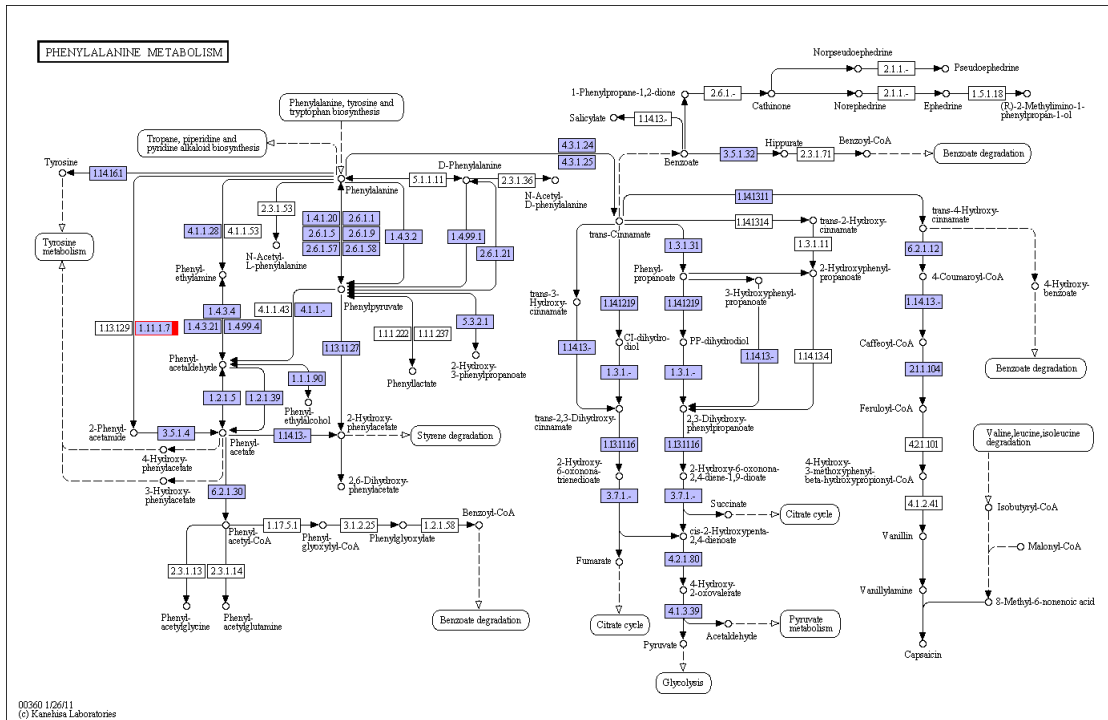 PHENYLALANINE METABOLISM
Norpseudoephedrine
2.1.1.-
Pseudoephedrine
1-Phenylpropane-1,2-dione
2.6.1.-
Cathinone
Norephedrine
2.1.1.-
Ephedrine
1.5.1.18
(R)-2-Methylimino-1-
phenylpropan-1-ol
Phenylalanine, tyrosine and
tryptophan biosynthesis
Salicylate
1.14.13.-
Tropane, piperidine and
pyridine alkaloid biosynthesis
4.3.1.24
4.3.1.25
Benzoate
3.5.1.32
Hippurate
2.3.1.71
Benzoyl-CoA
Benzoate degradation
Tyrosine
1.14.16.1
Phenylalanine
5.1.1.11
D-Phenylalanine
2.3.1.36
N-Acetyl-
D-phenylalanine
1.14.13.11
2.3.1.53
N-Acetyl-
L-phenylalanine
4.1.1.28
4.1.1.53
1.4.1.20
2.6.1.1
2.6.1.5
2.6.1.9
2.6.1.57
2.6.1.58
1.4.3.2
1.4.99.1
2.6.1.21
trans-Cinnamate
1.14.13.14
trans-2-Hydroxy-
cinnamate
trans-4-Hydroxy-
cinnamate
Tyrosine
metabolism
1.3.1.31
1.3.1.11
6.2.1.12
Phenyl-
ethylamine
Phenyl-
propanoate
2-Hydroxyphenyl-
propanoate
4-Coumaroyl-CoA
4-Hydroxy-
benzoate
trans-3-
Hydroxy-
cinnamate
3-Hydroxyphenyl-
propanoate
Phenylpyruvate
1.4.3.4
1.4.3.21
1.4.99.4
4.1.1.43
4.1.1.-
1.14.12.19
1.14.12.19
1.14.13.-
1.13.12.9
1.11.1.7
1.1.1.222
1.1.1.237
5.3.2.1
CI-dihydro-
diol
PP-dihydrodiol
Caffeoyl-CoA
1.13.11.27
1.14.13.-
1.14.13.-
1.14.13.4
Phenyl-
acetaldehyde
Phenyllactate
2-Hydroxy-
3-phenylpropanoate
1.3.1.-
1.3.1.-
2.1.1.104
Benzoate degradation
1.1.1.90
1.2.1.5
1.2.1.39
Phenyl-
ethylalcohol
trans-2,3-Dihydroxy-
cinnamate
2,3-Dihydroxy-
phenylpropanoate
Feruloyl-CoA
2-Phenyl-
acetamide
3.5.1.4
Phenyl-
acetate
1.14.13.-
2-Hydroxy-
phenylacetate
Styrene degradation
1.13.11.16
1.13.11.16
4.2.1.101
Valine, leucine, isoleucine
degradation
4-Hydroxy-
phenylacetate
3-Hydroxy-
phenylacetate
2,6-Dihydroxy-
phenylacetate
2-Hydroxy-
6-oxonona-
trienedioate
2-Hydroxy-6-oxonona-
2,4-diene-1,9-dioate
4-Hydroxy-
3-methoxyphenyl-
beta-hydroxypropionyl-CoA
6.2.1.30
3.7.1.-
3.7.1.-
Succinate
Citrate cycle
4.1.2.41
Isobutyryl-CoA
Phenyl-
acetyl-CoA
1.17.5.1
Phenyl-
glyoxylyl-CoA
3.1.2.25
Phenylglyoxylate
1.2.1.58
Benzoyl-CoA
cis-2-Hydroxypenta-
2,4-dienoate
Vanillin
Malonyl-CoA
Fumarate
4.2.1.80
2.3.1.13
2.3.1.14
4-Hydroxy-
2-oxovalerate
Vanillylamine
8-Methyl-6-nonenoic acid
Phenyl-
acetylglycine
Phenyl-
acetylglutamine
Benzoate degradation
Citrate cycle
4.1.3.39
Acetaldehyde
Pyruvate
metabolism
Pyruvate
Capsaicin
Glycolysis
00360 1/26/11
(c) Kanehisa Laboratories